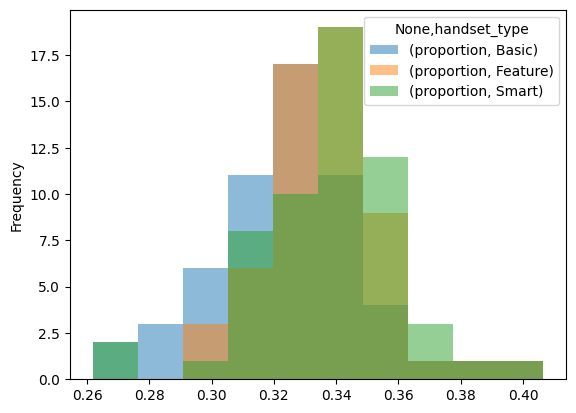 None,handset_type
(proportion, Basic)
(proportion, Feature)
(proportion, Smart)
Frequency
17.5
15.0
12.5
10.0
7.5
5.0
2.5
0.0
0.26 0.28 0.30 0.32 0.34 0.36 0.38 0.40